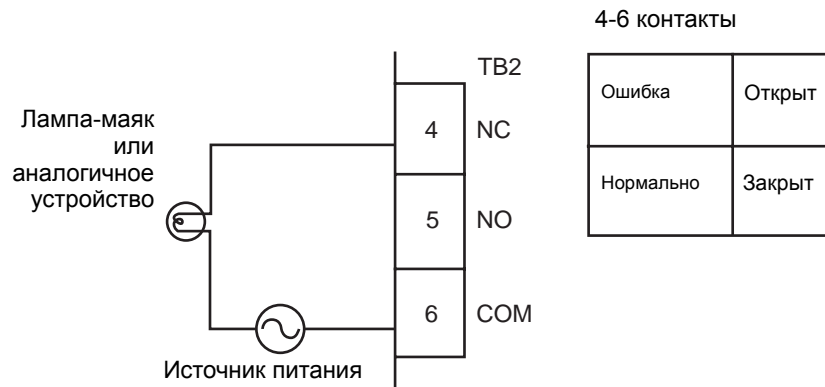 4-6 контакты
TB2
Ошибка
Открыт
Лампа-маяк
или
аналогичное
устройство
4
NC
Нормально
Закрыт
5
NO
6
COM
Источник питания